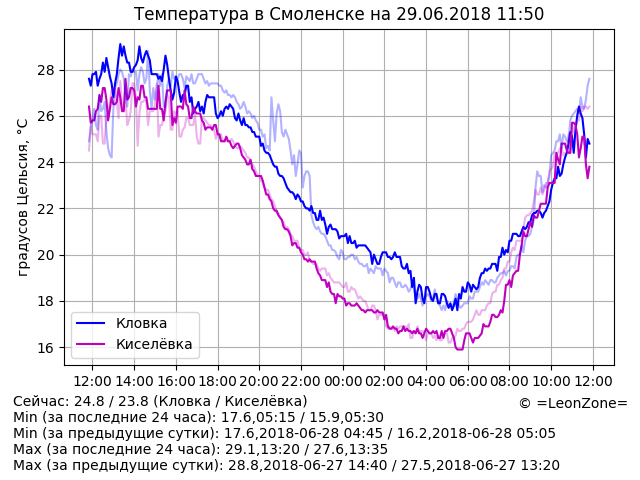 Температура в Смоленске на 29.06.2018 11:50
градусов Цельсия, °C
28
26
24
22
20
18
16
Кловка
Киселёвка
12:00 14:00 16:00 18:00 20:00 22:00 00:00 02:00 04:00 06:00 08:00 10:00 12:00
Сейчас: 24.8 / 23.8 (Кловка / Киселёвка)
© =LeonZone=
Min (за последние 24 часа): 17.6,05:15 / 15.9,05:30
Min (за предыдущие сутки): 17.6,2018-06-28 04:45 / 16.2,2018-06-28 05:05
Max (за последние 24 часа): 29.1,13:20 / 27.6,13:35
Max (за предыдущие сутки): 28.8,2018-06-27 14:40 / 27.5,2018-06-27 13:20